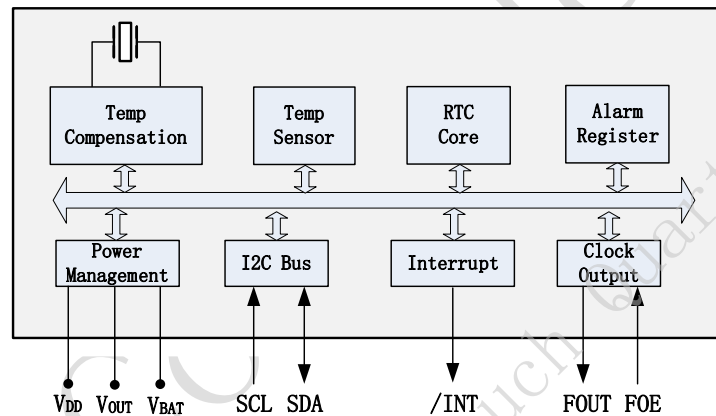 Temp
Compensation
Temp
Sensor
RTC
Core
Alarm
Register
Power
Management
I2C Bus
Interrupt
Clock
Output
VDD VOUT VBAT SCL SDA /INT FOUT FOE